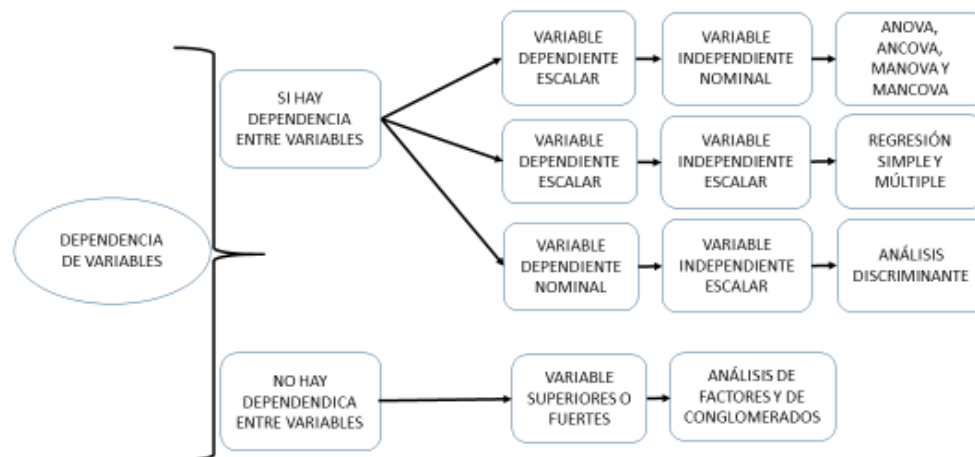 DEPENDENCIA
DE VARIABLES
SI HAY
DEPENDENCIA
ENTRE VARIABLES
VARIABLE
DEPENDIENTE
ESCALAR
VARIABLE
INDEPENDIENTE
NOMINAL
ANOVA,
ANCOVA,
MANOVA Y
MANCOVA
VARIABLE
DEPENDIENTE
ESCALAR
VARIABLE
INDEPENDIENTE
ESCALAR
REGRESIÓN
SIMPLE Y
MÚLTIPLE
VARIABLE
DEPENDIENTE
NOMINAL
VARIABLE
INDEPENDIENTE
ESCALAR
ANÁLISIS
DISCRIMINANTE
NO HAY
DEPENDENDICA
ENTRE VARIABLES
VARIABLE
SUPERIORES O
FUERTES
ANÁLISIS DE
FACTORES Y DE
CONGLOMERADOS